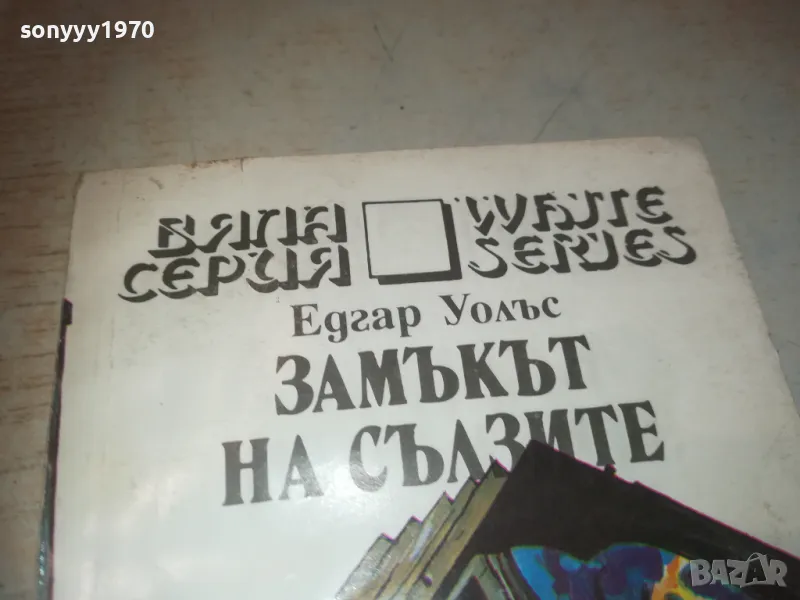 sonyyy1970
БЯЛА СЕРИЯ
WHITE SERIES
Едгар Уолъс
ЗАМЪКЪТ
НА СЪЛЗИТЕ
BAZAR